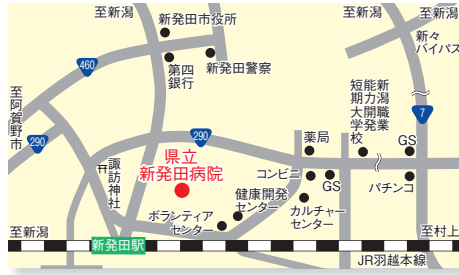 至新潟
新発田市役所
至新潟
至新潟
新々
バイパス
460
第四
銀行
新発田警察
至阿賀野市
新潟職業
能力開発
短期大学校
7
290
290
薬局
GS
県立
新発田病院
諏訪神社
コンビニ
GS
パチンコ
健康開発
センター
カルチャー
センター
ボランティア
センター
至新潟
新発田駅
至村上
JR羽越本線